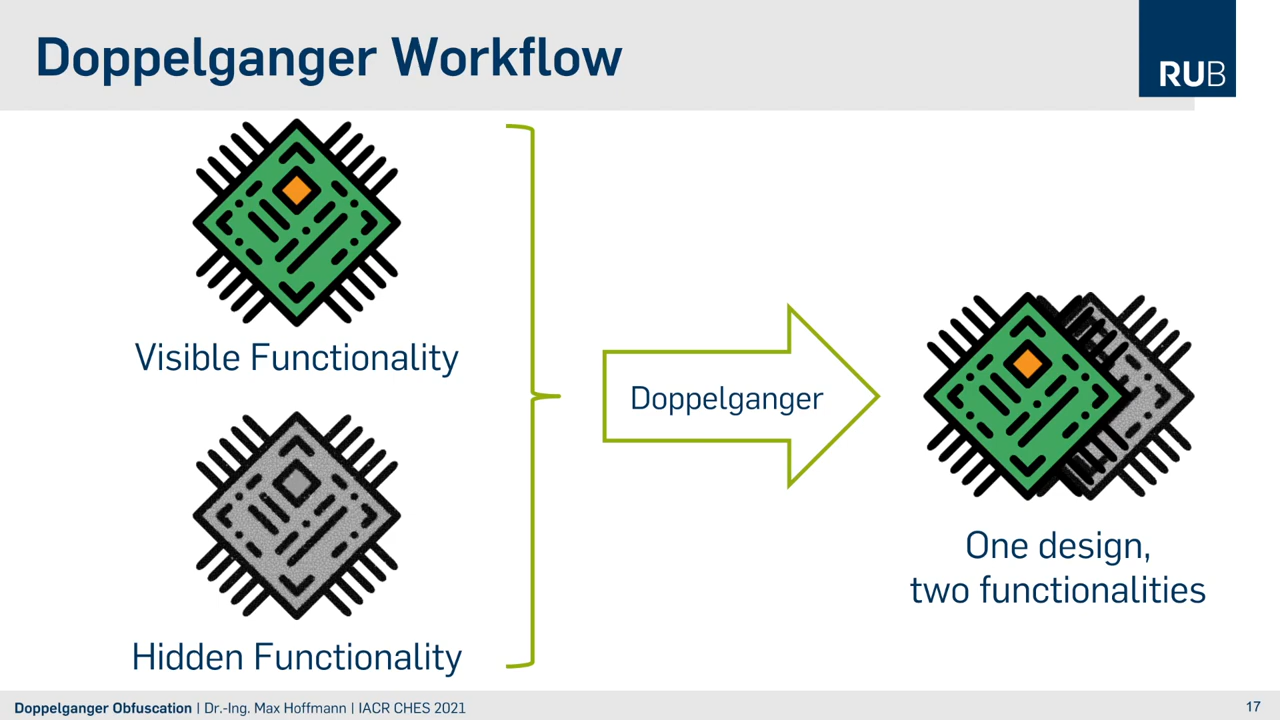 Doppelganger Workflow
RUB
Visible Functionality
Doppelganger
One design,
two functionalities
Hidden Functionality
Doppelganger Obfuscation | Dr.-Ing. Max Hoffmann | IACR CHES 2021
17